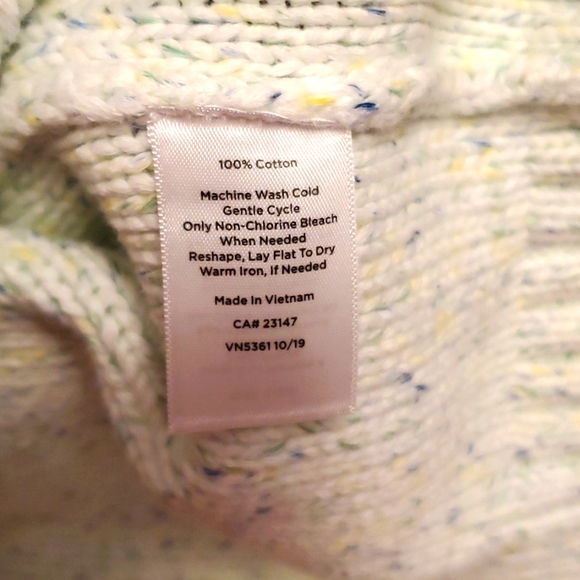 100% Cotton
Machine Wash Cold
Gentle Cycle
Only Non-Chlorine Bleach
When Needed
Reshape, Lay Flat To Dry
Warm Iron, If Needed
Made In Vietnam
CA# 23147
VN5361 10/19